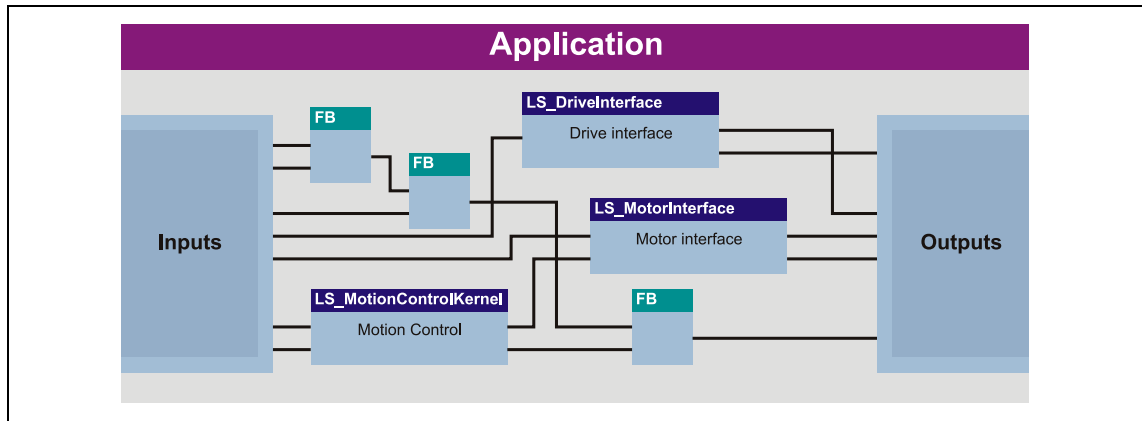 Application
LS_DriveInterface
Drive interface
FB
FB
LS_MotorInterface
Motor interface
Inputs
Outputs
LS_MotionControlKernel
Motion Control
FB